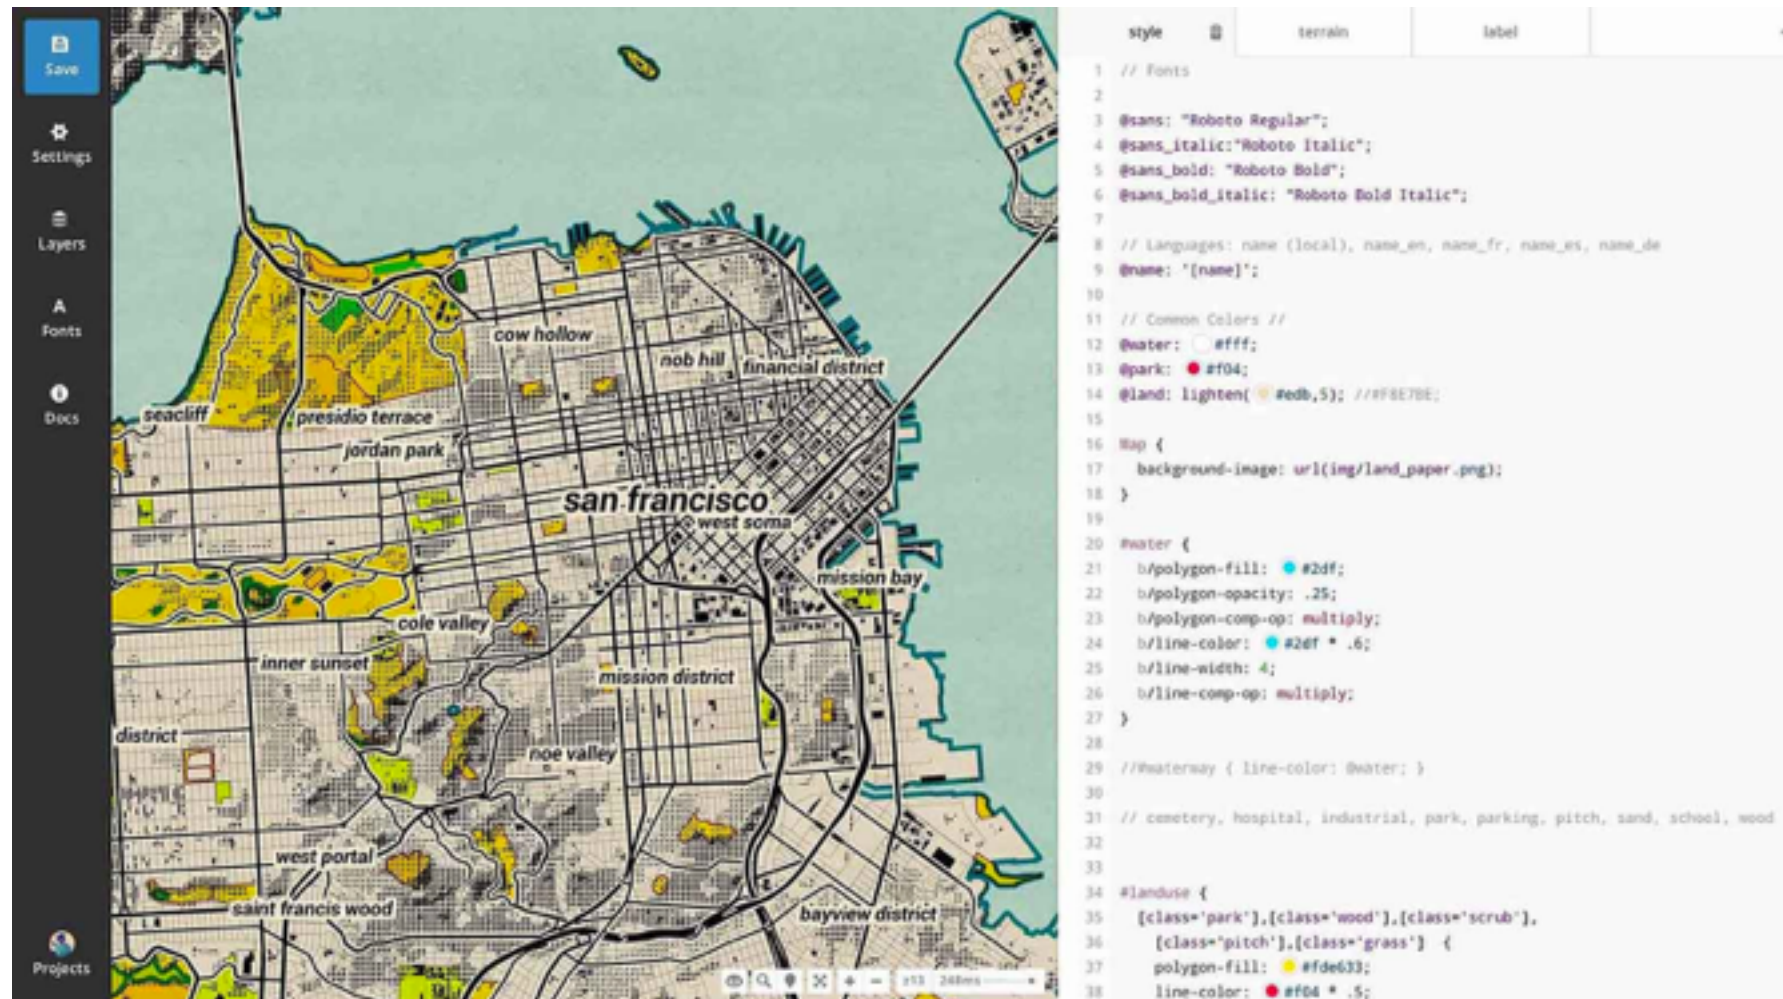 Save
Settings
Layers
A
Fonts
Docs
Projects
cow hollow
nob hill
financial district
seacliff
presidio terrace
jordan park
san francisco
west soma
mission bay
cole valley
inner sunset
mission district
district
noe valley
west portal
saint francis wood
bayview district
z13 248ms
style
terrain
label
1 // Fonts
2
3 @sans: "Roboto Regular";
4 @sans_italic:"Roboto Italic";
5 @sans_bold: "Roboto Bold";
6 @sans_bold_italic: "Roboto Bold Italic";
7
8 // Languages: name (local), name_en, name_fr, name_es, name_de
9 @name: '[name]';
10
11 // Common Colors //
12 @water: #fff;
13 @park: #f04;
14 @land: lighten( #edb,5); //#F8E7BE;
15
16 Map {
17 background-image: url(img/land_paper.png);
18 }
19
20 #water {
21 b/polygon-fill: #2df;
22 b/polygon-opacity: .25;
23 b/polygon-comp-op: multiply;
24 b/line-color: #2df * .6;
25 b/line-width: 4;
26 b/line-comp-op: multiply;
27 }
28
29 //#waterway { line-color: @water; }
30
31 // cemetery, hospital, industrial, park, parking, pitch, sand, school, wood
32
33
34 #landuse {
35 [class='park'],[class='wood'],[class='scrub'],
36 [class='pitch'],[class='grass'] {
37 polygon-fill: #fde633;
38 line-color: #f04 * .5;